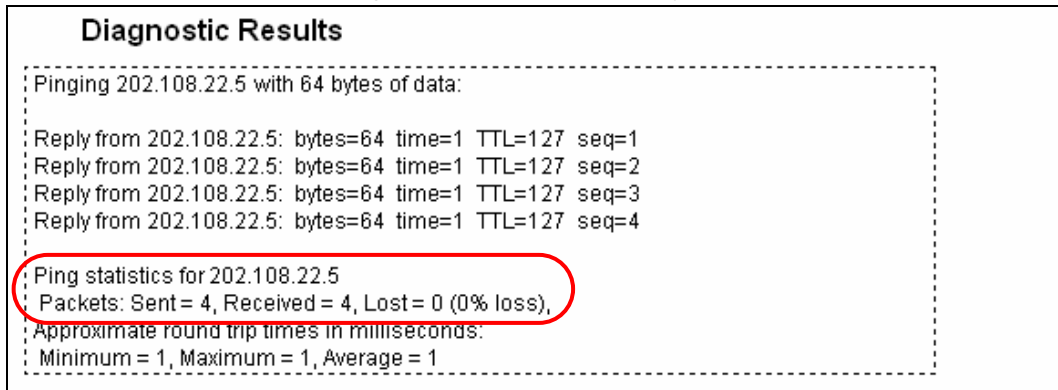 Diagnostic Results
Pinging 202.108.22.5 with 64 bytes of data:
Reply from 202.108.22.5: bytes=64 time=1 TTL=127 seq=1
Reply from 202.108.22.5: bytes=64 time=1 TTL=127 seq=2
Reply from 202.108.22.5: bytes=64 time=1 TTL=127 seq=3
Reply from 202.108.22.5: bytes=64 time=1 TTL=127 seq=4
Ping statistics for 202.108.22.5
Packets: Sent = 4, Received = 4, Lost = 0 (0% loss),
Approximate round trip times in milliseconds:
Minimum = 1, Maximum = 1, Average = 1